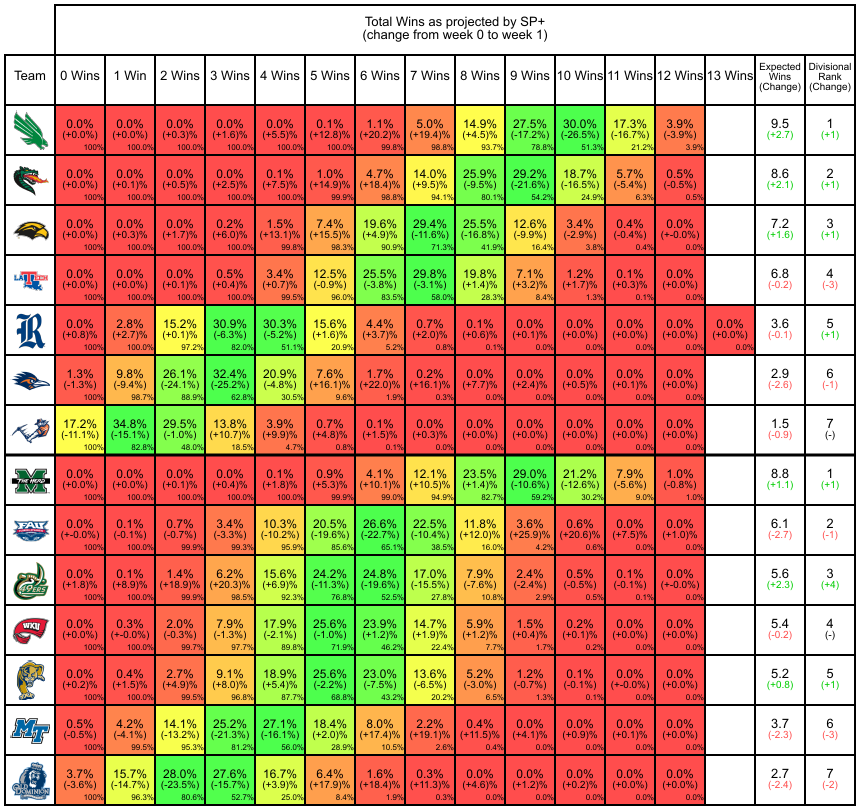 Total Wins as projected by SP+
(change from week 0 to week 1)
Team 0 Wins 1 Win 2 Wins 3 Wins 4 Wins 5 Wins 6 Wins 7 Wins 8 Wins 9 Wins 10 Wins 11 Wins 12 Wins 13 Wins Expected Wins (Change) Divisional Rank (Change)
0.0% 0.0% 0.0% 0.0% 0.0% 0.1% 1.1% 5.0% 14.9% 27.5% 30.0% 17.3% 3.9% 9.5 1
(+0.0)% (+0.0)% (+0.3)% (+1.6)% (+5.5)% (+12.8)% (+20.2)% (+19.4)% (+4.5)% (-17.2)% (-26.5)% (-16.7)% (-3.9)% (+2.7) (+1)
100% 100.0% 100.0% 100.0% 100.0% 100.0% 99.8% 98.8% 93.7% 78.8% 51.3% 21.2% 3.9%
0.0% 0.0% 0.0% 0.0% 0.1% 1.0% 4.7% 14.0% 25.9% 29.2% 18.7% 5.7% 0.5% 8.6 2
(+0.0)% (+0.1)% (+0.5)% (+2.5)% (+7.5)% (+14.9)% (+18.4)% (+9.5)% (-9.5)% (-21.6)% (-16.5)% (-5.4)% (-0.5)% (+2.1) (+1)
100% 100.0% 100.0% 100.0% 100.0% 99.9% 98.8% 94.1% 80.1% 54.2% 24.9% 6.3% 0.5%
0.0% 0.0% 0.0% 0.2% 1.5% 7.4% 19.6% 29.4% 25.5% 12.6% 3.4% 0.4% 0.0% 7.2 3
(+0.0)% (+0.3)% (+1.7)% (+6.0)% (+13.1)% (+15.5)% (+4.9)% (-11.6)% (-16.8)% (-9.9)% (-2.9)% (-0.4)% (-0.0)% (+1.6) (+1)
100% 100.0% 100.0% 100.0% 99.8% 98.3% 90.9% 71.3% 41.9% 16.4% 3.8% 0.4% 0.0%
LA TECH 0.0% 0.0% 0.0% 0.5% 3.4% 12.5% 25.5% 29.8% 19.8% 7.1% 1.2% 0.1% 0.0% 6.8 4
(+0.0)% (+0.0)% (+0.1)% (+0.4)% (+0.7)% (-0.9)% (-3.8)% (-3.1)% (+1.4)% (+3.2)% (+1.7)% (+0.3)% (+0.0)% (-0.2) (-3)
100% 100.0% 100.0% 100.0% 99.5% 96.0% 83.5% 58.0% 28.3% 8.4% 1.3% 0.1% 0.0%
R 0.0% 2.8% 15.2% 30.9% 30.3% 15.6% 4.4% 0.7% 0.1% 0.0% 0.0% 0.0% 0.0% 0.0% 3.6 5
(+0.8)% (+2.7)% (+0.1)% (-6.3)% (-5.2)% (+1.6)% (+3.7)% (+2.0)% (+0.6)% (+0.1)% (+0.0)% (+0.0)% (+0.0)% (+0.0)% (-0.1) (+1)
100% 100.0% 97.2% 82.0% 51.1% 20.9% 5.2% 0.8% 0.1% 0.0% 0.0% 0.0% 0.0% 0.0%
1.3% 9.8% 26.1% 32.4% 20.9% 7.6% 1.7% 0.2% 0.0% 0.0% 0.0% 0.0% 0.0% 2.9 6
(-1.3)% (-9.4)% (-24.1)% (-25.2)% (-4.8)% (+16.1)% (+22.0)% (+16.1)% (+7.7)% (+2.4)% (+0.5)% (+0.1)% (+0.0)% (-2.6) (-1)
100% 98.7% 88.9% 62.8% 30.5% 9.6% 1.9% 0.3% 0.0% 0.0% 0.0% 0.0% 0.0%
17.2% 34.8% 29.5% 13.8% 3.9% 0.7% 0.1% 0.0% 0.0% 0.0% 0.0% 0.0% 0.0% 1.5 7
(-11.1)% (-15.1)% (-1.0)% (+10.7)% (+9.9)% (+4.8)% (+1.5)% (+0.3)% (+0.0)% (+0.0)% (+0.0)% (+0.0)% (+0.0)% (-0.9) (-)
100% 82.8% 48.0% 18.5% 4.7% 0.8% 0.1% 0.0% 0.0% 0.0% 0.0% 0.0% 0.0%
M THE HERD 0.0% 0.0% 0.0% 0.0% 0.1% 0.9% 4.1% 12.1% 23.5% 29.0% 21.2% 7.9% 1.0% 8.8 1
(+0.0)% (+0.0)% (+0.1)% (+0.4)% (+1.8)% (+5.3)% (+10.1)% (+10.5)% (+1.4)% (-10.6)% (-12.6)% (-5.6)% (-0.8)% (+1.1) (+1)
100% 100.0% 100.0% 100.0% 100.0% 99.9% 99.0% 94.9% 82.7% 59.2% 30.2% 9.0% 1.0%
FAU 0.0% 0.1% 0.7% 3.4% 10.3% 20.5% 26.6% 22.5% 11.8% 3.6% 0.6% 0.0% 0.0% 6.1 2
(+-0.0)% (-0.1)% (-0.7)% (-3.3)% (-10.2)% (-19.6)% (-22.7)% (-10.4)% (+12.0)% (+25.9)% (+20.6)% (+7.5)% (+1.0)% (-2.7) (-1)
100% 100.0% 99.9% 99.3% 95.9% 85.6% 65.1% 38.5% 16.0% 4.2% 0.6% 0.0% 0.0%
49ERS 0.0% 0.1% 1.4% 6.2% 15.6% 24.2% 24.8% 17.0% 7.9% 2.4% 0.5% 0.1% 0.0% 5.6 3
(+1.8)% (+8.9)% (+18.9)% (+20.3)% (+6.9)% (-11.3)% (-19.6)% (-15.5)% (-7.6)% (-2.4)% (-0.5)% (-0.1)% (+-0.0)% (+2.3) (+4)
100% 100.0% 99.9% 98.5% 92.3% 76.8% 52.5% 27.8% 10.8% 2.9% 0.5% 0.1% 0.0%
WKU 0.0% 0.3% 2.0% 7.9% 17.9% 25.6% 23.9% 14.7% 5.9% 1.5% 0.2% 0.0% 0.0% 5.4 4
(+0.0)% (+-0.0)% (-0.3)% (-1.3)% (-2.1)% (-1.0)% (+1.2)% (+1.9)% (+1.2)% (+0.4)% (+0.1)% (+0.0)% (+0.0)% (-0.2) (-)
100% 100.0% 99.7% 97.7% 89.8% 71.9% 46.2% 22.4% 7.7% 1.7% 0.2% 0.0% 0.0%
0.0% 0.4% 2.7% 9.1% 18.9% 25.6% 23.0% 13.6% 5.2% 1.2% 0.1% 0.0% 0.0% 5.2 5
(+0.2)% (+1.5)% (+4.9)% (+8.0)% (+5.4)% (-2.2)% (-7.5)% (-6.5)% (-3.0)% (-0.7)% (-0.1)% (+-0.0)% (+0.0)% (+0.8) (+1)
100% 100.0% 99.5% 96.8% 87.7% 68.8% 43.2% 20.2% 6.5% 1.3% 0.1% 0.0% 0.0%
MT 0.5% 4.2% 14.1% 25.2% 27.1% 18.4% 8.0% 2.2% 0.4% 0.0% 0.0% 0.0% 0.0% 3.7 6
(-0.5)% (-4.1)% (-13.2)% (-21.3)% (-16.1)% (+2.0)% (+17.4)% (+19.1)% (+11.5)% (+4.1)% (+0.9)% (+0.1)% (+0.0)% (-2.3) (-3)
100% 99.5% 95.3% 81.2% 56.0% 28.9% 10.5% 2.6% 0.4% 0.0% 0.0% 0.0% 0.0%
OLD DOMINION 3.7% 15.7% 28.0% 27.6% 16.7% 6.4% 1.6% 0.3% 0.0% 0.0% 0.0% 0.0% 0.0% 2.7 7
(-3.6)% (-14.7)% (-23.5)% (-15.7)% (+3.9)% (+17.9)% (+18.4)% (+11.3)% (+4.6)% (+1.2)% (+0.2)% (+0.0)% (+0.0)% (-2.4) (-2)
100% 96.3% 80.6% 52.7% 25.0% 8.4% 1.9% 0.3% 0.0% 0.0% 0.0% 0.0% 0.0%